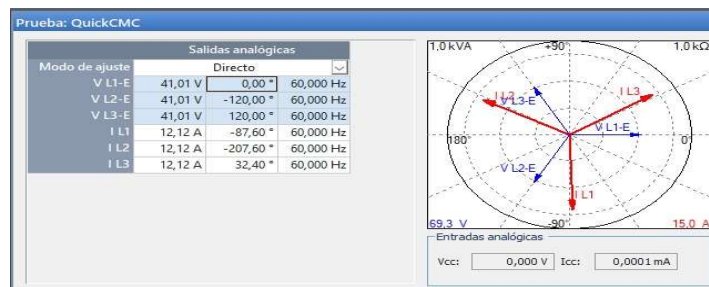 Prueba: QuickCMC
Salidas analógicas
Modo de ajuste Directo
V L1-E 41,01 V 0,00 ° 60,000 Hz
V L2-E 41,01 V -120,00 ° 60,000 Hz
V L3-E 41,01 V 120,00 ° 60,000 Hz
I L1 12,12 A -87,60 ° 60,000 Hz
I L2 12,12 A -207,60 ° 60,000 Hz
I L3 12,12 A 32,40 ° 60,000 Hz
1,0 kVA +90° 1,0 kΩ
I L2 I L3
V L3-E
V L1-E
180° 0°
V L2-E
I L1
69,3 V -90° 15,0 A
Entradas analógicas
Vcc: 0,000 V Icc: 0,0001 mA